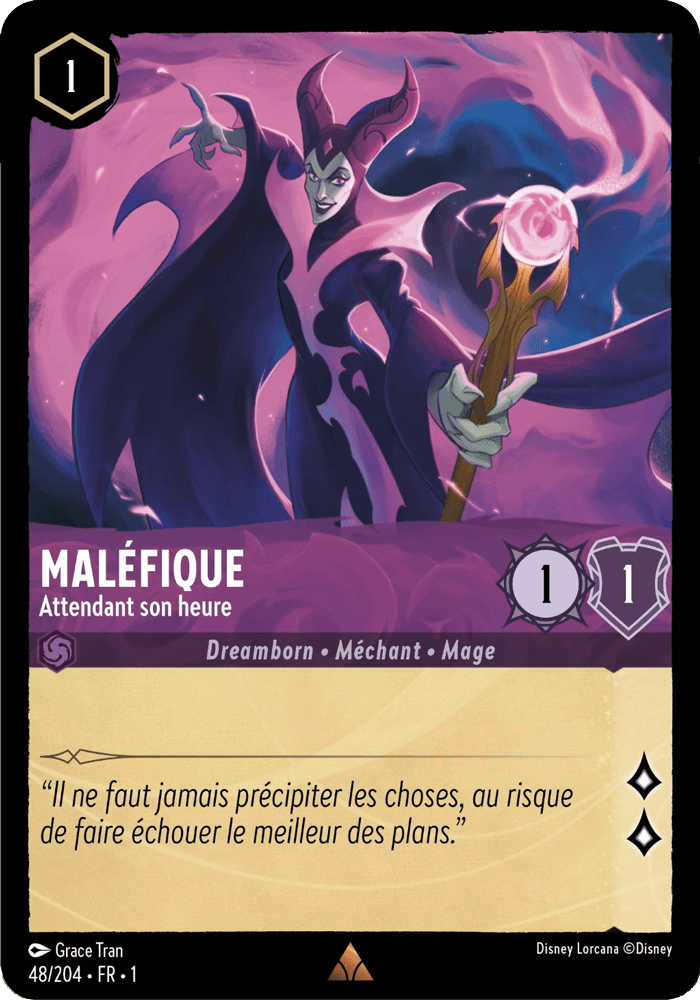 1
MALÉFIQUE
Attendant son heure
1 1
Dreamborn • Méchant • Mage
“Il ne faut jamais précipiter les choses, au risque
de faire échouer le meilleur des plans.”
Grace Tran
Disney Lorcana ©Disney
48/204 • FR • 1